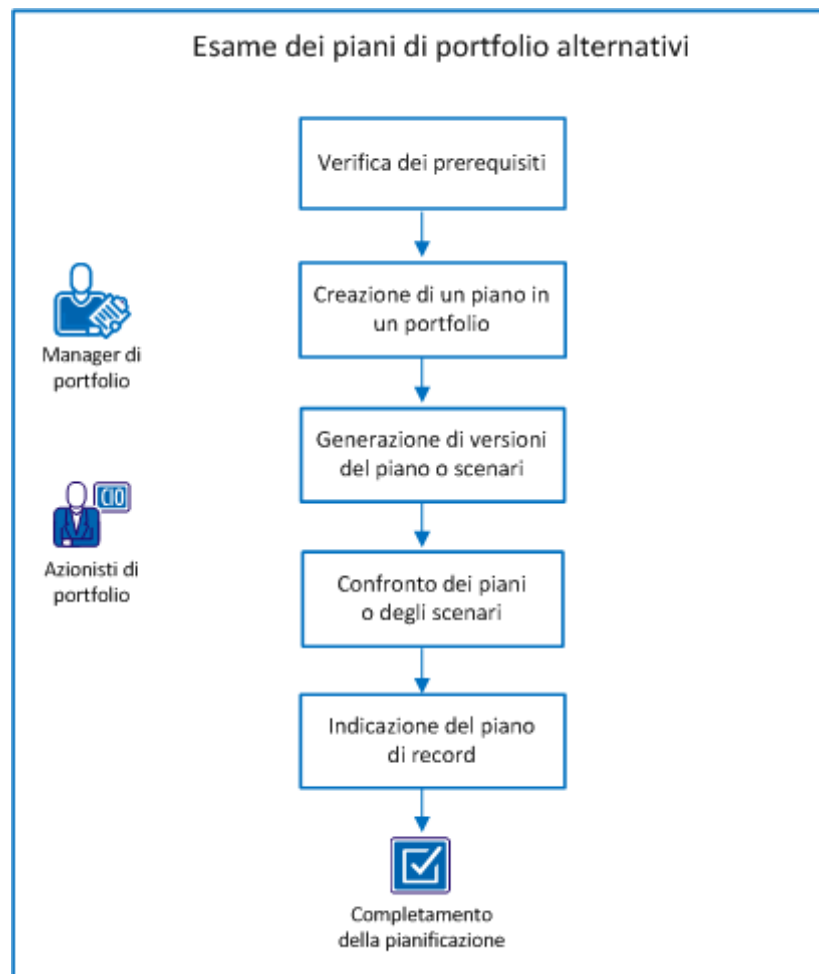 Esame dei piani di portfolio alternativi
Verifica dei prerequisiti
Creazione di un piano in
un portfolio
Manager di
portfolio
Generazione di versioni
del piano o scenari
CIO
Azionisti di
portfolio
Confronto dei piani
o degli scenari
Indicazione del piano
di record
Completamento
della pianificazione